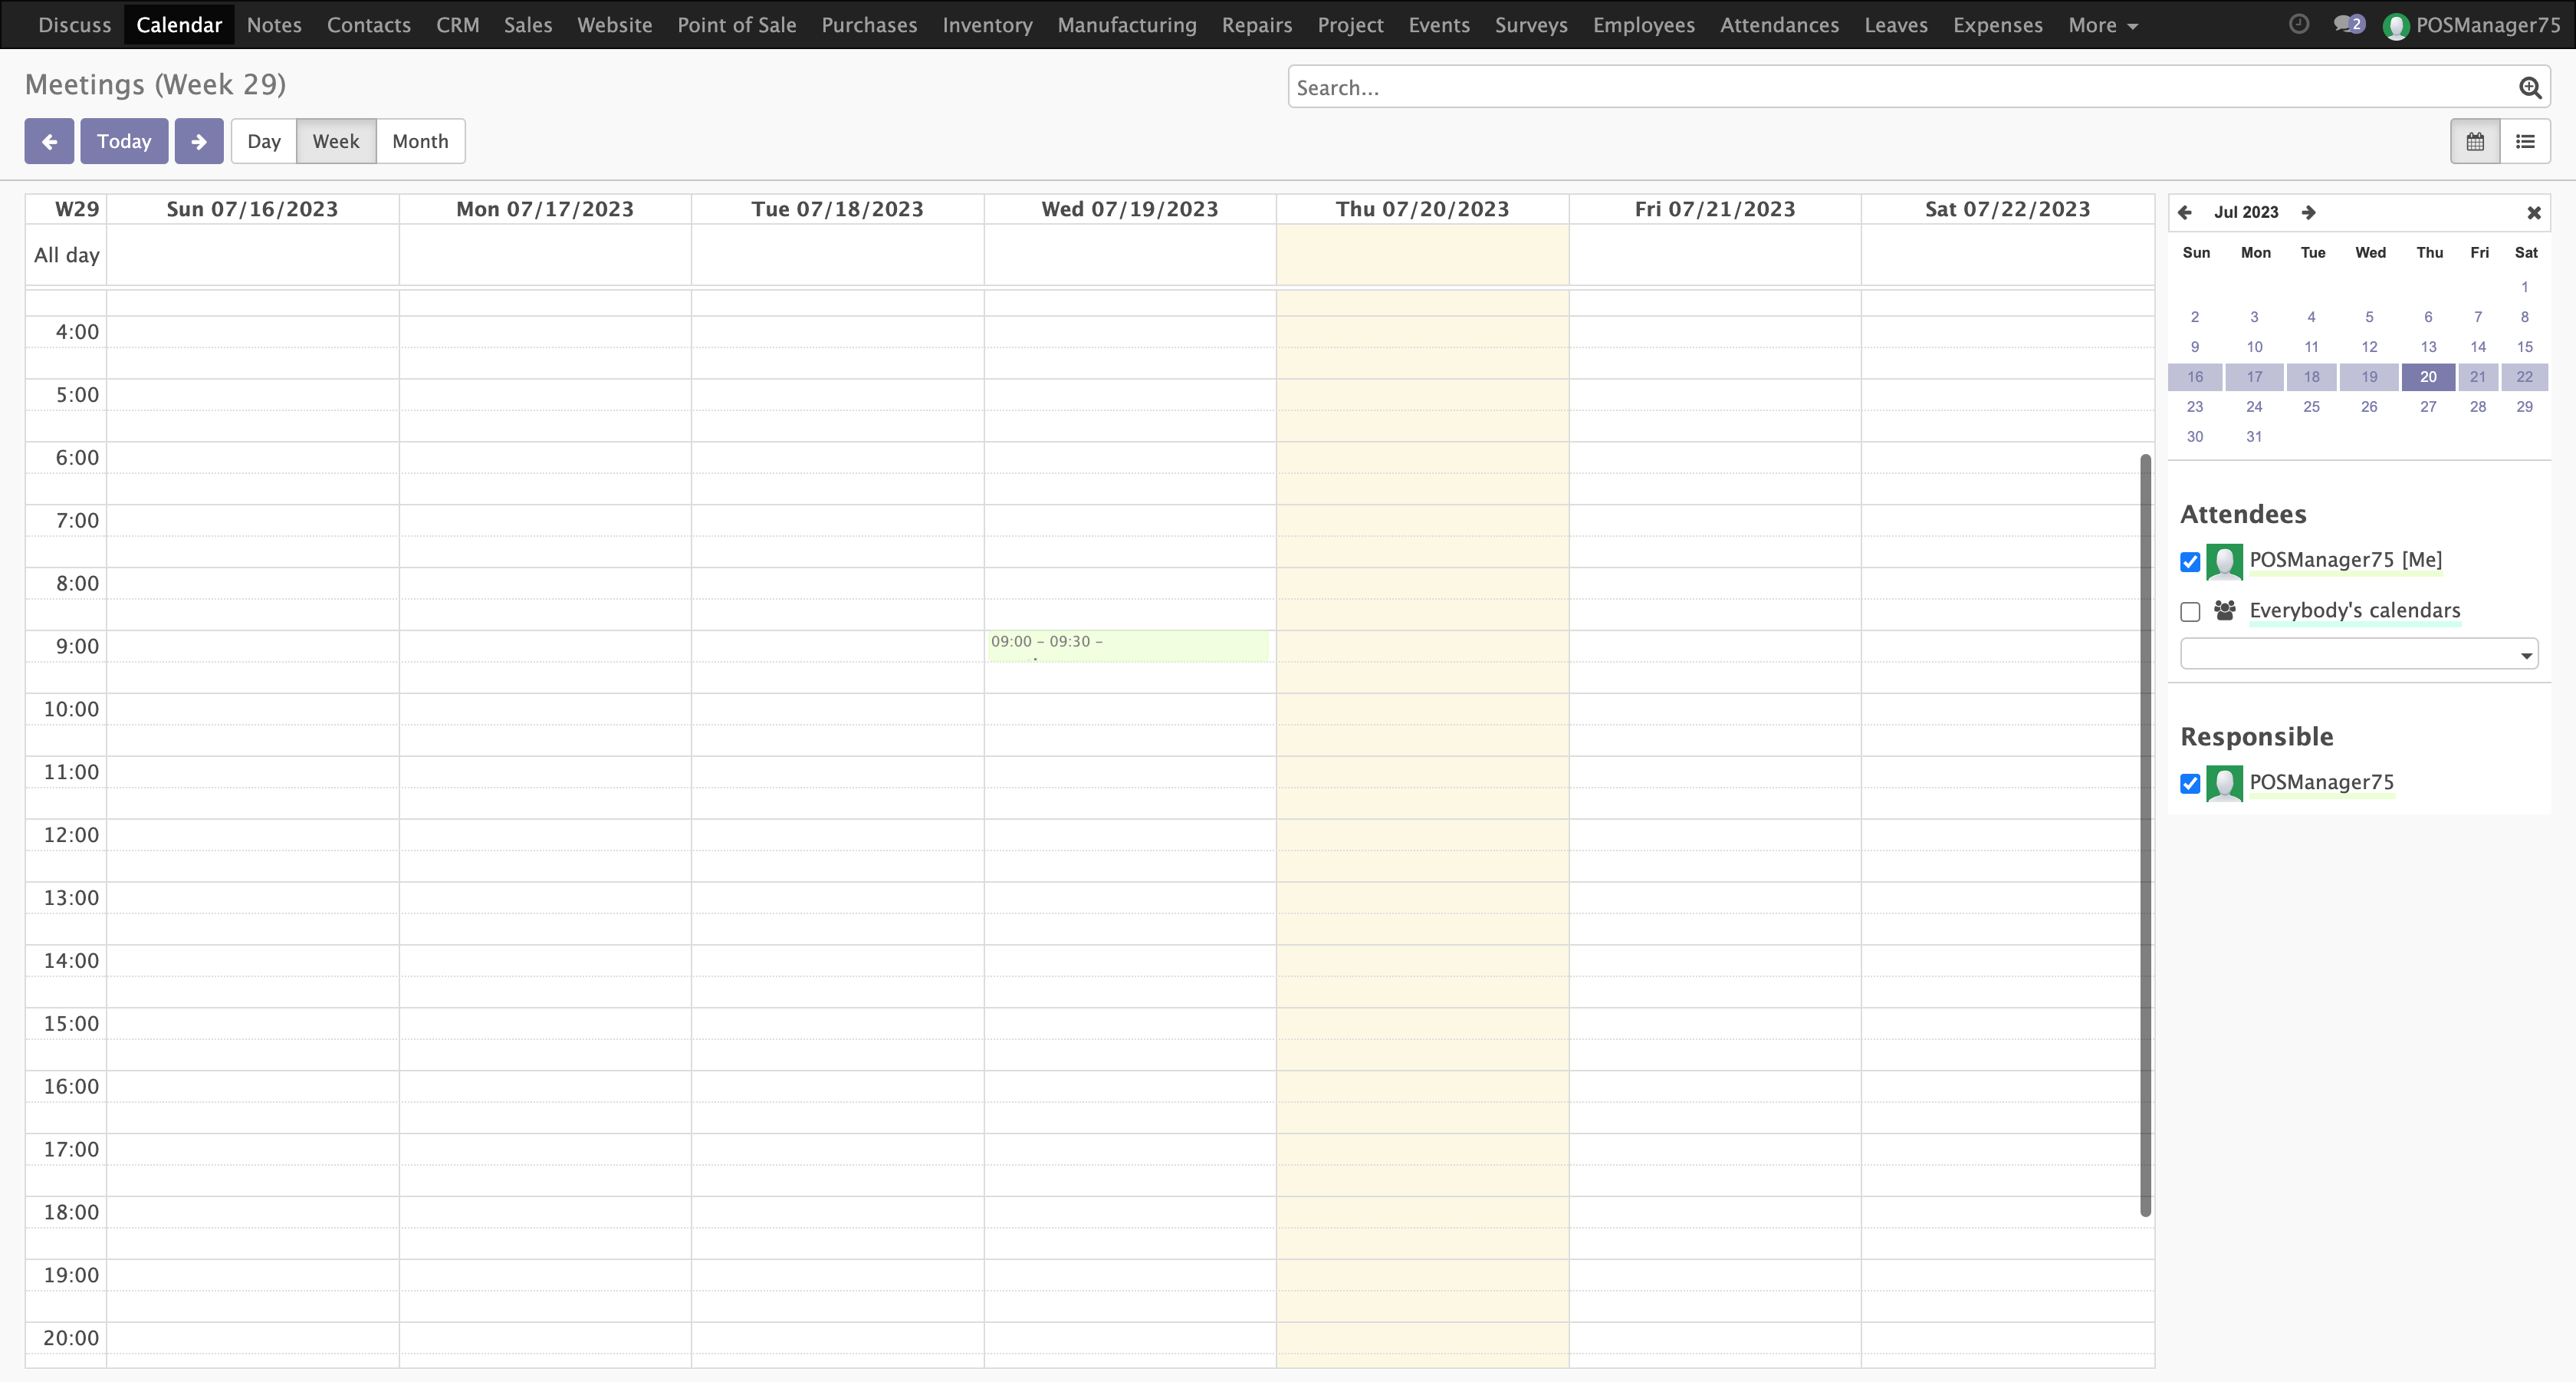 Discuss Calendar Notes Contacts CRM Sales Website Point of Sale Purchases Inventory Manufacturing Repairs Project Events Surveys Employees Attendances Leaves Expenses More 2 POSManager75
Meetings (Week 29)
Search...
Today Day Week Month
W29 Sun 07/16/2023 Mon 07/17/2023 Tue 07/18/2023 Wed 07/19/2023 Thu 07/20/2023 Fri 07/21/2023 Sat 07/22/2023
All day
4:00
5:00
6:00
7:00
8:00
9:00 09:00 – 09:30 –
10:00
11:00
12:00
13:00
14:00
15:00
16:00
17:00
18:00
19:00
20:00
Jul 2023
Sun Mon Tue Wed Thu Fri Sat
1
2 3 4 5 6 7 8
9 10 11 12 13 14 15
16 17 18 19 20 21 22
23 24 25 26 27 28 29
30 31
Attendees
POSManager75 [Me]
Everybody's calendars
Responsible
POSManager75